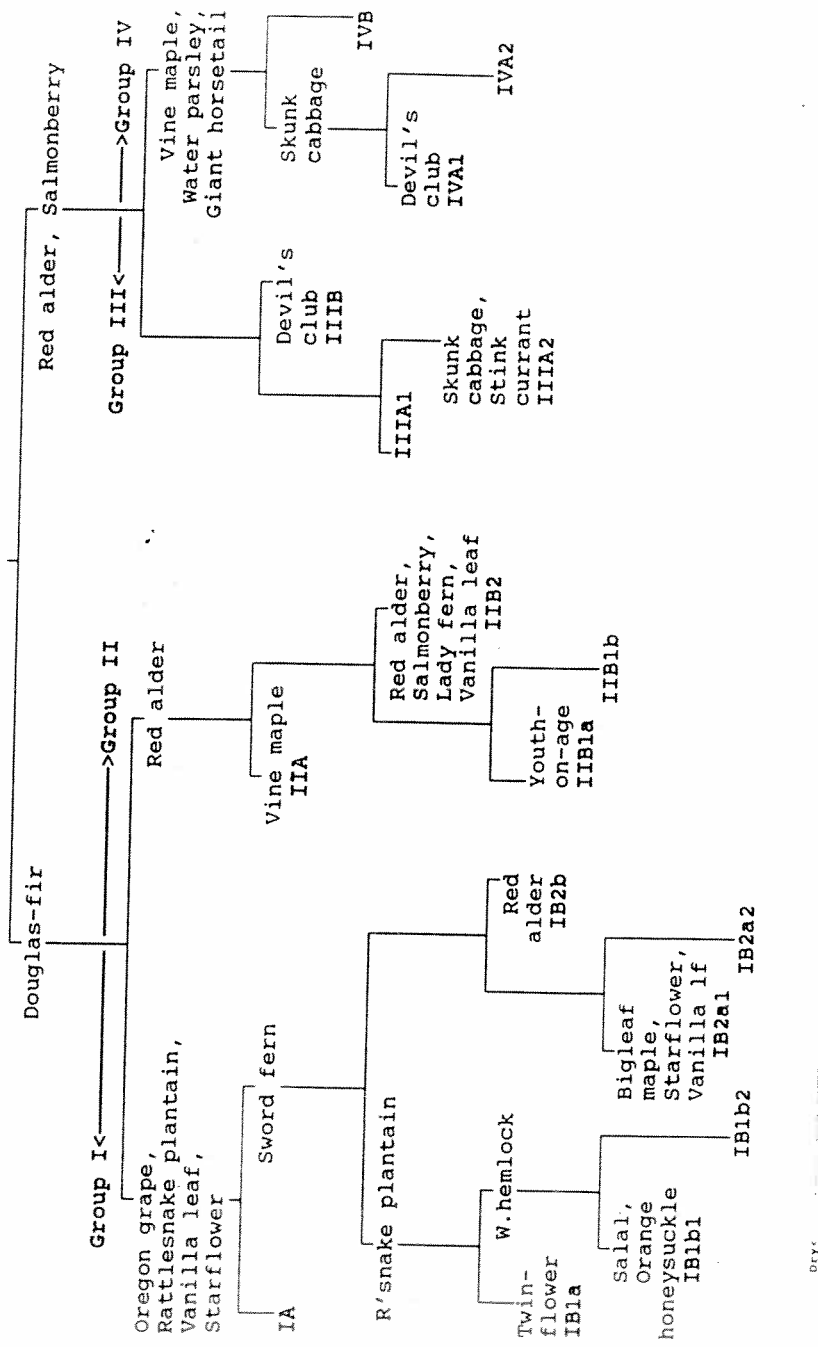 Douglas-fir
Red alder, Salmonberry
Group I<
>Group II
Group III<
>Group IV
Oregon grape,
Rattlesnake plantain,
Vanilla leaf,
Starflower
Red alder
Vine maple,
Water parsley,
Giant horsetail
IA
Sword fern
Vine maple
IIA
Devil's
club
IIIB
Skunk
cabbage
IVB
R'snake plantain
Red alder,
Salmonberry,
Lady fern,
Vanilla leaf
IIB2
IIIA1
Skunk
cabbage,
Stink
currant
IIIA2
Devil's
club
IVA1
IVA2
Twin-
flower
IB1a
W.hemlock
Red
alder
IB2b
Youth-
on-age
IIB1a
IIB1b
Salal,
Orange
honeysuckle
IB1b1
IB1b2
Bigleaf
maple,
Starflower,
Vanilla lf
IB2a1
IB2a2